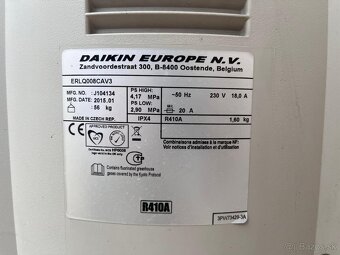 DAIKIN EUROPE N.V.
Zandvoordestraat 300, B-8400 Oostende, Belgium
ERLQ008CAV3
MFG. NO. : J104134
MFG. DATE: 2015.01
: 56 kg
MADE IN CZECH REP.
PS HIGH:
4,17 MPa
PS LOW:
2,90 MPa
IPX4
~50 Hz 230 V 18,0 A
20 A
R410A 1,60 kg
APPROVED PRODUCT
Combinaisons admises à la marque NF:
Voir notice d'installation.
Contains fluorinated greenhouse
gases covered by the Kyoto Protocol
R410A